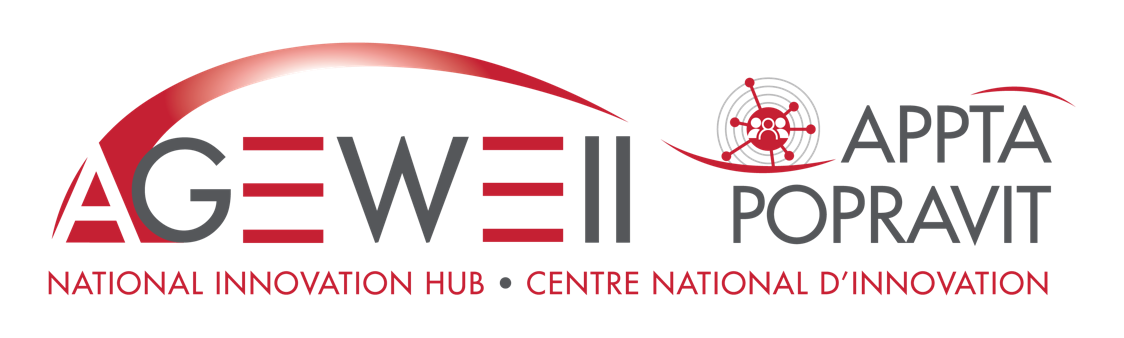 AGEWEll
APPTA
POPRAVIT
NATIONAL INNOVATION HUB • CENTRE NATIONAL D'INNOVATION